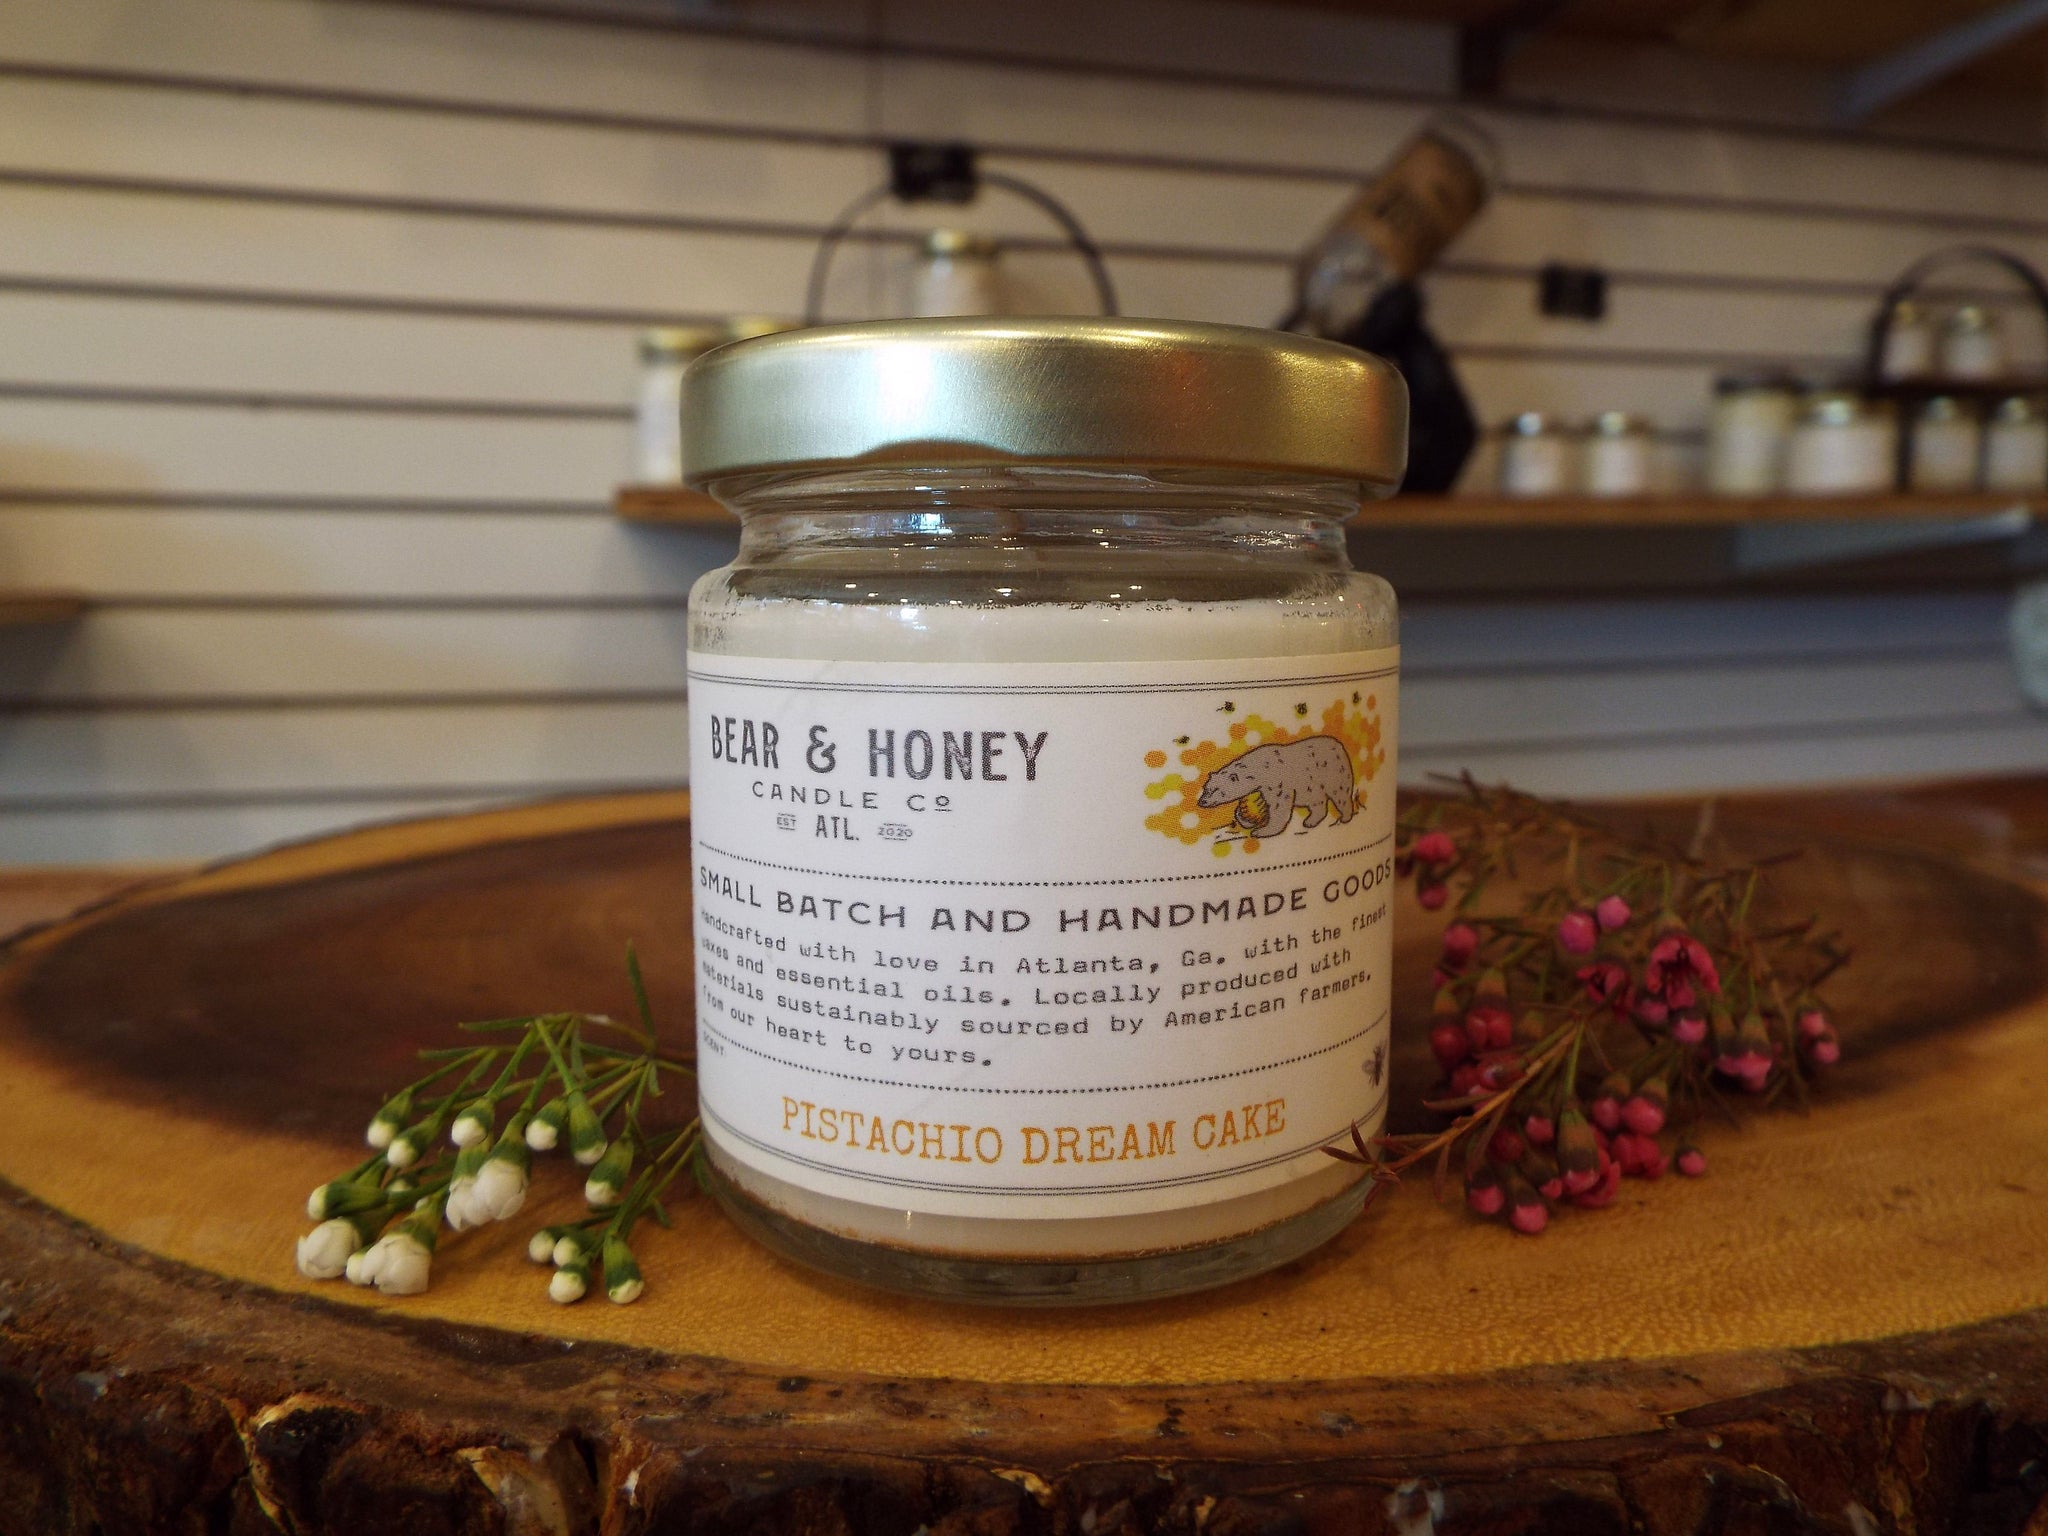 BEAR & HONEY
CANDLE Cº
EST ATL. 2020
SMALL BATCH AND HANDMADE GOODS
Handcrafted with love in Atlanta, Ga. with the finest
waxes and essential oils. Locally produced with
materials sustainably sourced by American farmers,
from our heart to yours.
SCENT
PISTACHIO DREAM CAKE